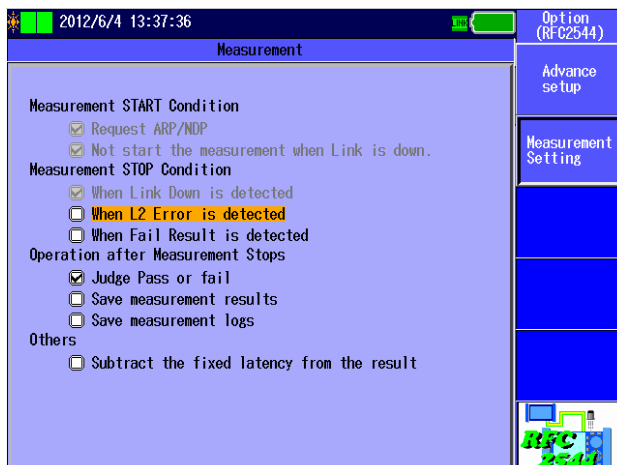 2012/6/4 13:37:36
LINK
Option
(RFC2544)
Measurement
Advance
setup
Measurement START Condition
Request ARP/NDP
Not start the measurement when Link is down.
Measurement
Setting
Measurement STOP Condition
When Link Down is detected
When L2 Error is detected
When Fail Result is detected
Operation after Measurement Stops
Judge Pass or fail
Save measurement results
Save measurement logs
Others
Subtract the fixed latency from the result
RFC
2544